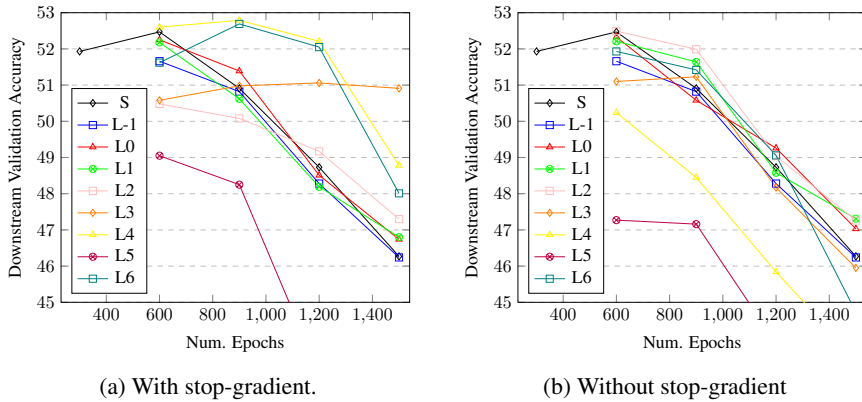 53
52
51
50
49
48
47
46
45
Downstream Validation Accuracy
S
L-1
L0
L1
L2
L3
L4
L5
L6
400 600 800 1,000 1,200 1,400
Num. Epochs
(a) With stop-gradient.
53
52
51
50
49
48
47
46
45
Downstream Validation Accuracy
S
L-1
L0
L1
L2
L3
L4
L5
L6
400 600 800 1,000 1,200 1,400
Num. Epochs
(b) Without stop-gradient